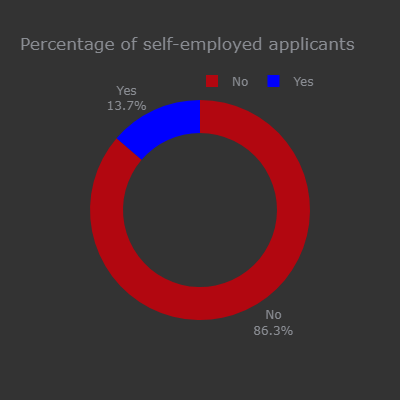 Percentage of self-employed applicants
No Yes
Yes
13.7%
No
86.3%